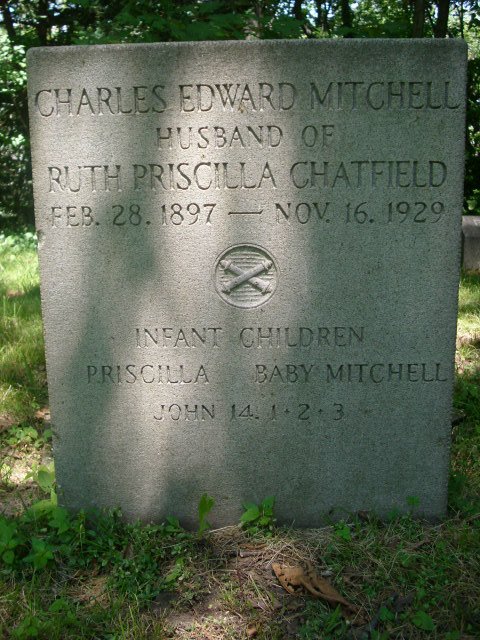 CHARLES EDWARD MITCHELL
HUSBAND OF
RUTH PRISCILLA CHATFIELD
FEB. 28. 1897 — NOV. 16. 1929
INFANT CHILDREN
PRISCILLA BABY MITCHELL
JOHN 14. 1 · 2 · 3